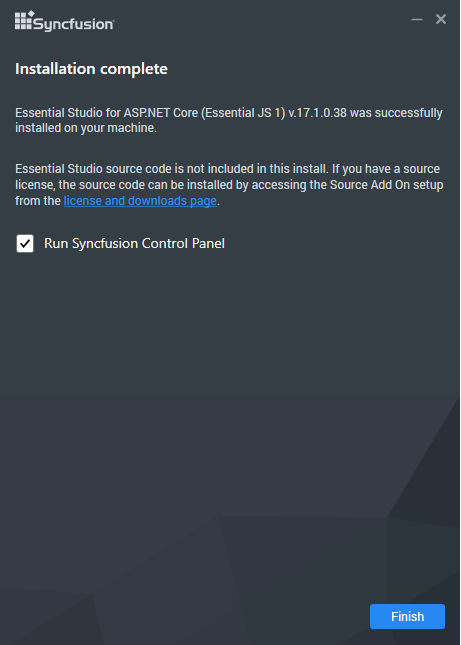 Syncfusion
Installation complete
Essential Studio for ASP.NET Core (Essential JS 1) v.17.1.0.38 was successfully
installed on your machine.
Essential Studio source code is not included in this install. If you have a source
license, the source code can be installed by accessing the Source Add On setup
from the license and downloads page.
Run Syncfusion Control Panel
Finish